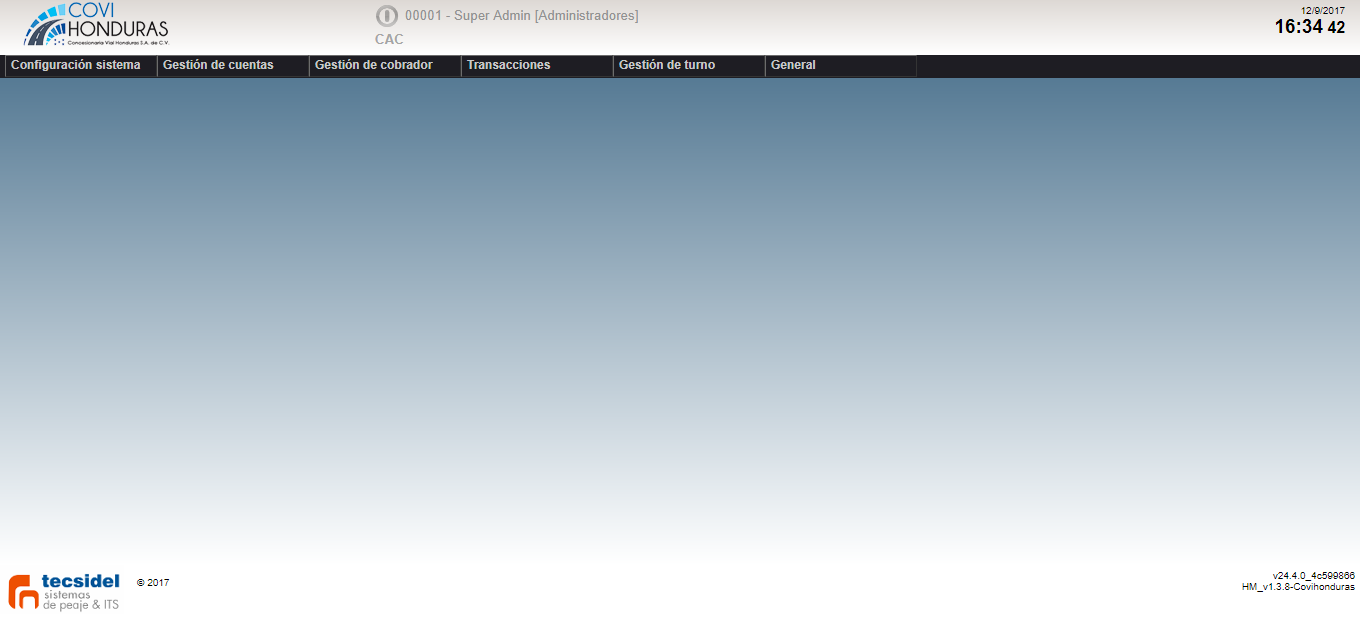 COVI
HONDURAS
Concesionaria Vial Honduras S.A. de C.V.
00001 - Super Admin [Administradores]
CAC
12/9/2017
16:34 42
Configuración sistema
Gestión de cuentas
Gestión de cobrador
Transacciones
Gestión de turno
General
tecsidel
sistemas
de peaje & ITS
© 2017
v24.4.0_4c599866
HM_v1.3.8-Covihonduras